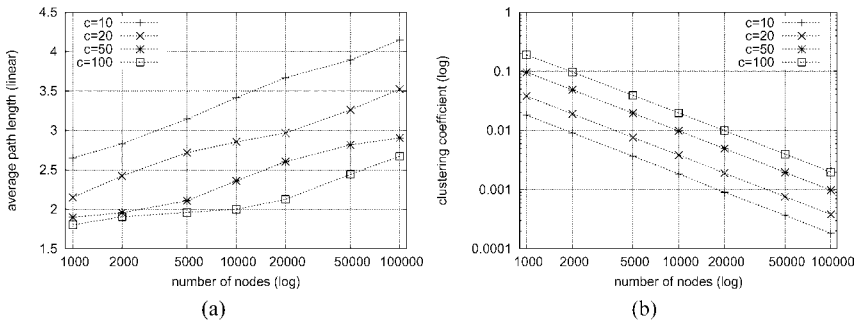 4.5
4
3.5
3
2.5
2
1.5
average path length (linear)
c=10
c=20
c=50
c=100
1000 2000 5000 10000 20000 50000 100000
number of nodes (log)
(a)
1
0.1
0.01
0.001
0.0001
clustering coefficient (log)
c=10
c=20
c=50
c=100
1000 2000 5000 10000 20000 50000 100000
number of nodes (log)
(b)